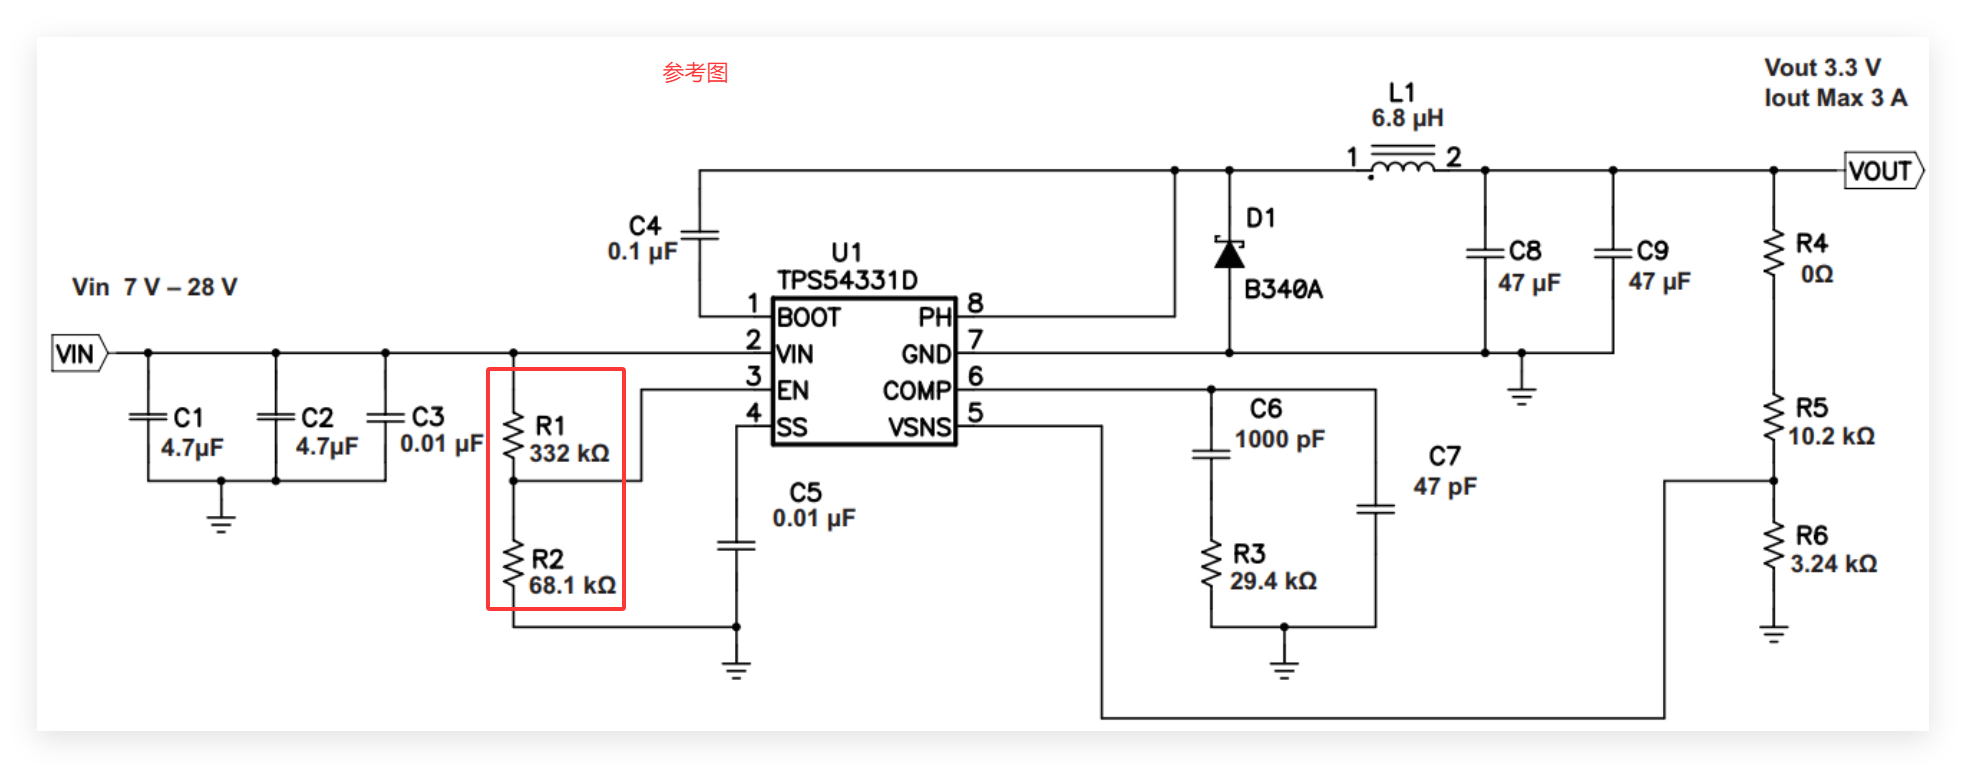 参考图
Vout 3.3 V
Iout Max 3 A
L1
6.8 µH
1
2
VOUT
C4
0.1 µF
D1
B340A
C8
47 µF
C9
47 µF
R4
0Ω
U1
TPS54331D
Vin 7 V – 28 V
VIN
1
BOOT
PH
8
2
VIN
GND
7
3
EN
COMP
6
4
SS
VSNS
5
C1
4.7µF
C2
4.7µF
C3
0.01 µF
R1
332 kΩ
R2
68.1 kΩ
C5
0.01 µF
C6
1000 pF
C7
47 pF
R3
29.4 kΩ
R5
10.2 kΩ
R6
3.24 kΩ